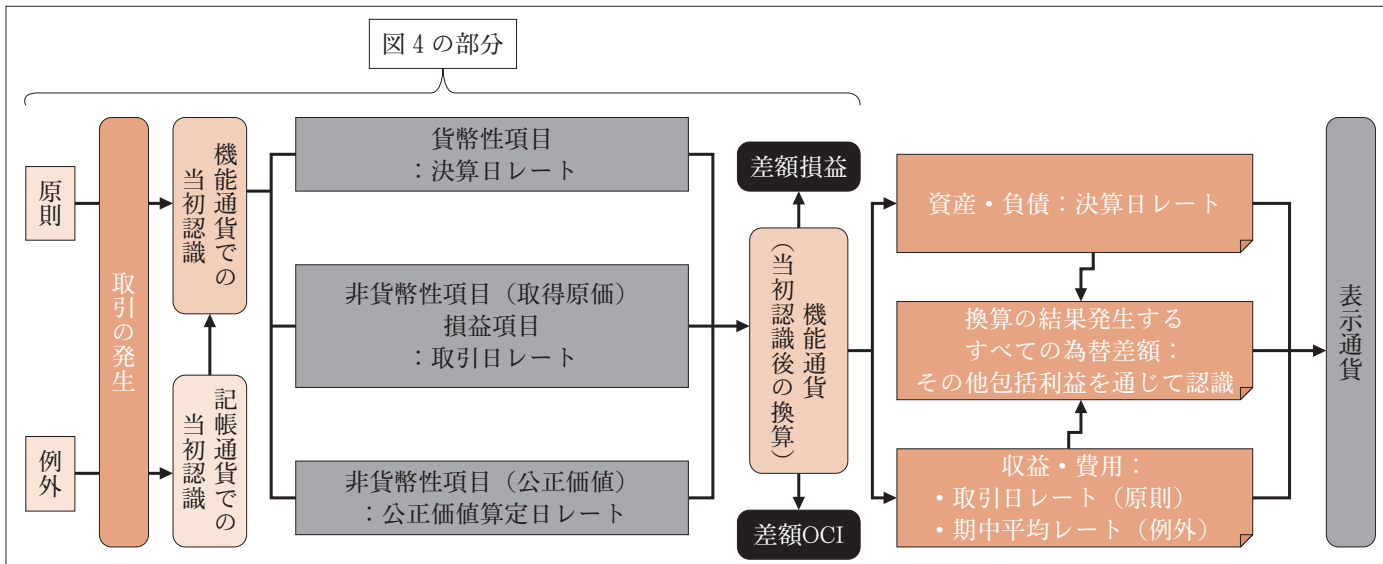 図 4 の部分
原則
例外
取引の発生
機能通貨での
当初認識
記帳通貨での
当初認識
貨幣性項目
：決算日レート
非貨幣性項目（取得原価）
損益項目
：取引日レート
非貨幣性項目（公正価値）
：公正価値算定日レート
差額損益
機能通貨
（当初認識後の換算）
差額OCI
資産・負債：決算日レート
換算の結果発生する
すべての為替差額：
その他包括利益を通じて認識
収益・費用：
・取引日レート（原則）
・期中平均レート（例外）
表示通貨